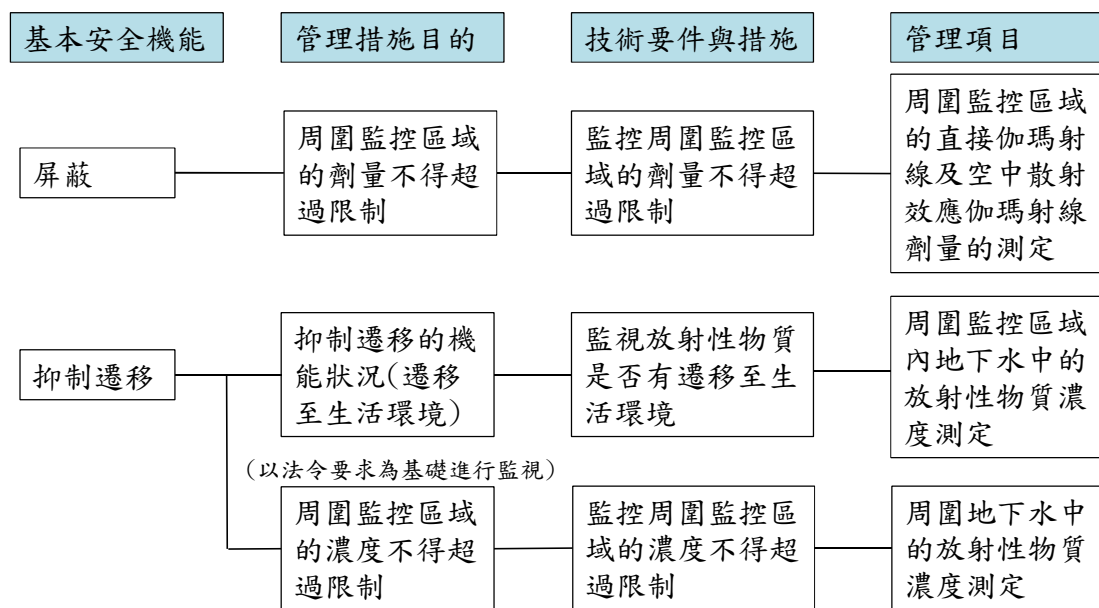 基本安全機能
管理措施目的
技術要件與措施
管理項目
屏蔽
周圍監控區域
的劑量不得超
過限制
監控周圍監控區
域的劑量不得超
過限制
周圍監控區域
的直接伽瑪射
線及空中散射
效應伽瑪射線
劑量的測定
抑制遷移
抑制遷移的機
能狀況(遷移
至生活環境)
監視放射性物質
是否有遷移至生
活環境
周圍監控區域
內地下水中的
放射性物質濃
度測定
(以法令要求為基礎進行監視)
周圍監控區域
的濃度不得超
過限制
監控周圍監控區
域的濃度不得超
過限制
周圍地下水中
的放射性物質
濃度測定